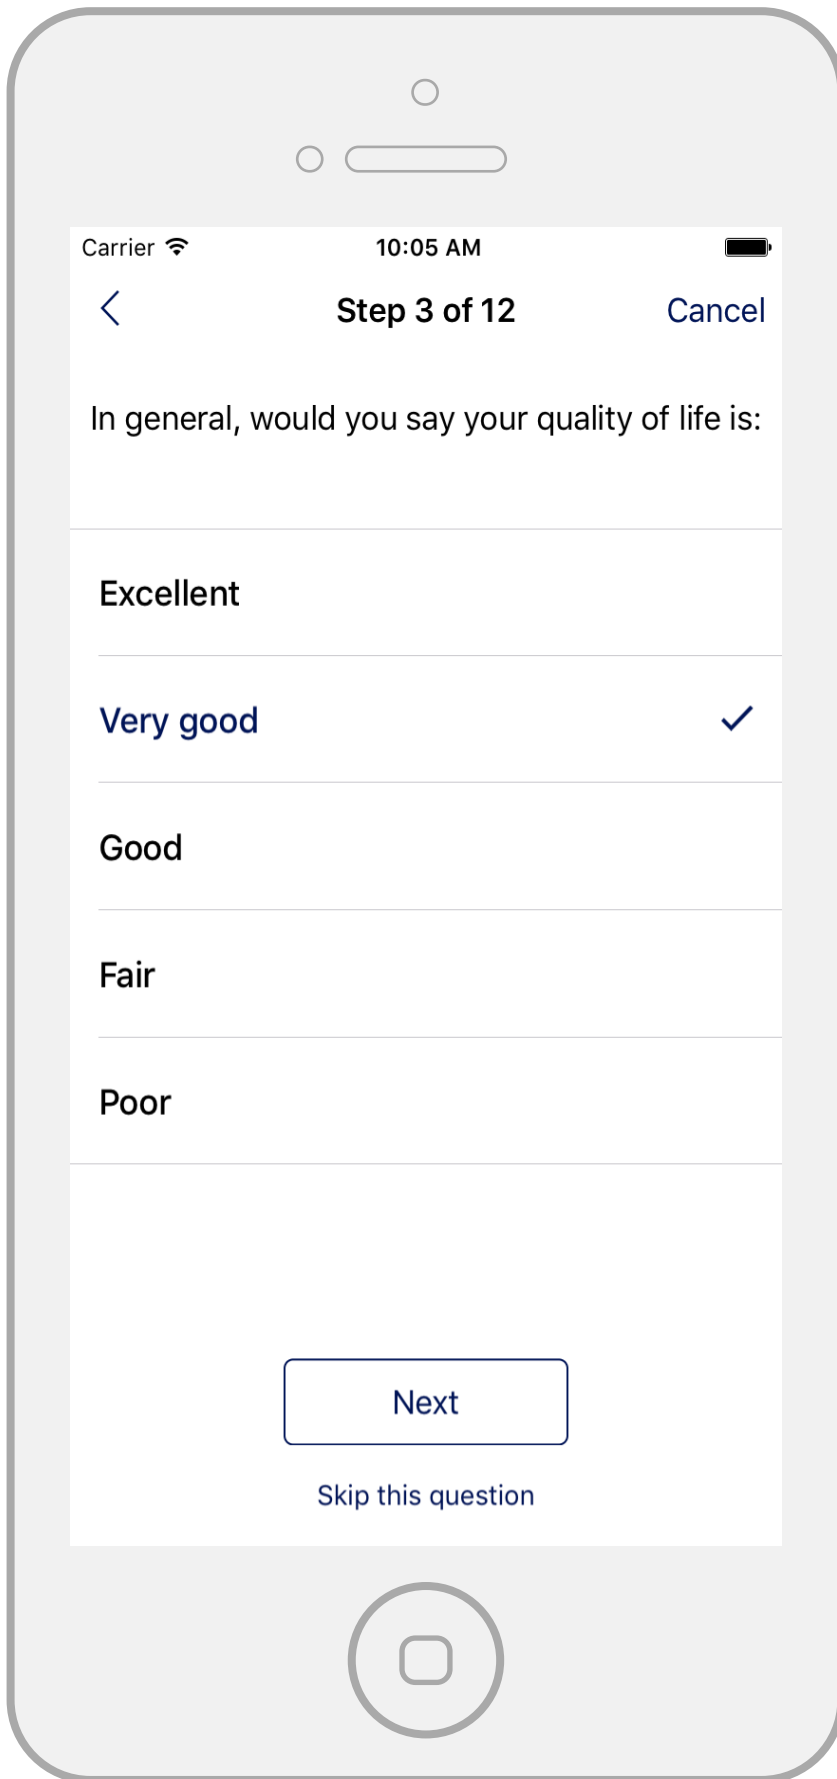 Carrier 10:05 AM
Step 3 of 12 Cancel
In general, would you say your quality of life is:
Excellent
Very good
Good
Fair
Poor
Next
Skip this question